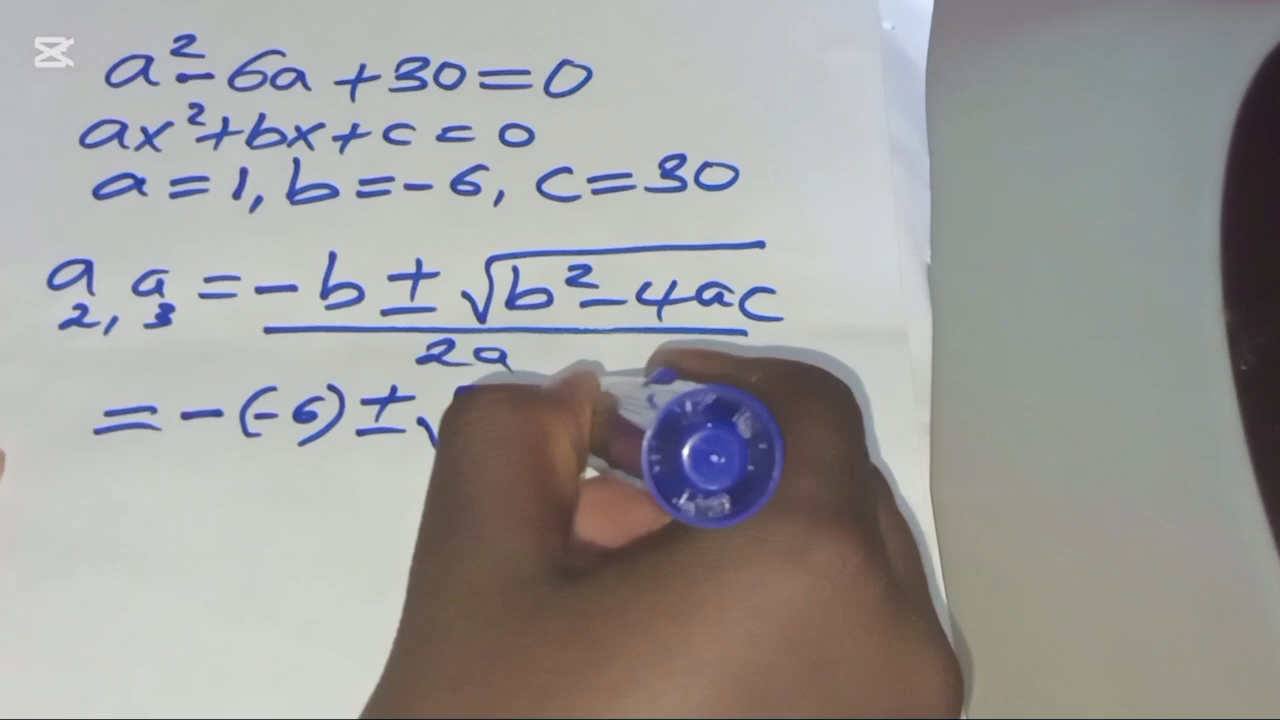 a²-6a+30=0
ax²+bx+c=0
a=1, b=-6, c=30
a₂, a₃ = -b±√b²-4ac
2a
=-(-6)±√